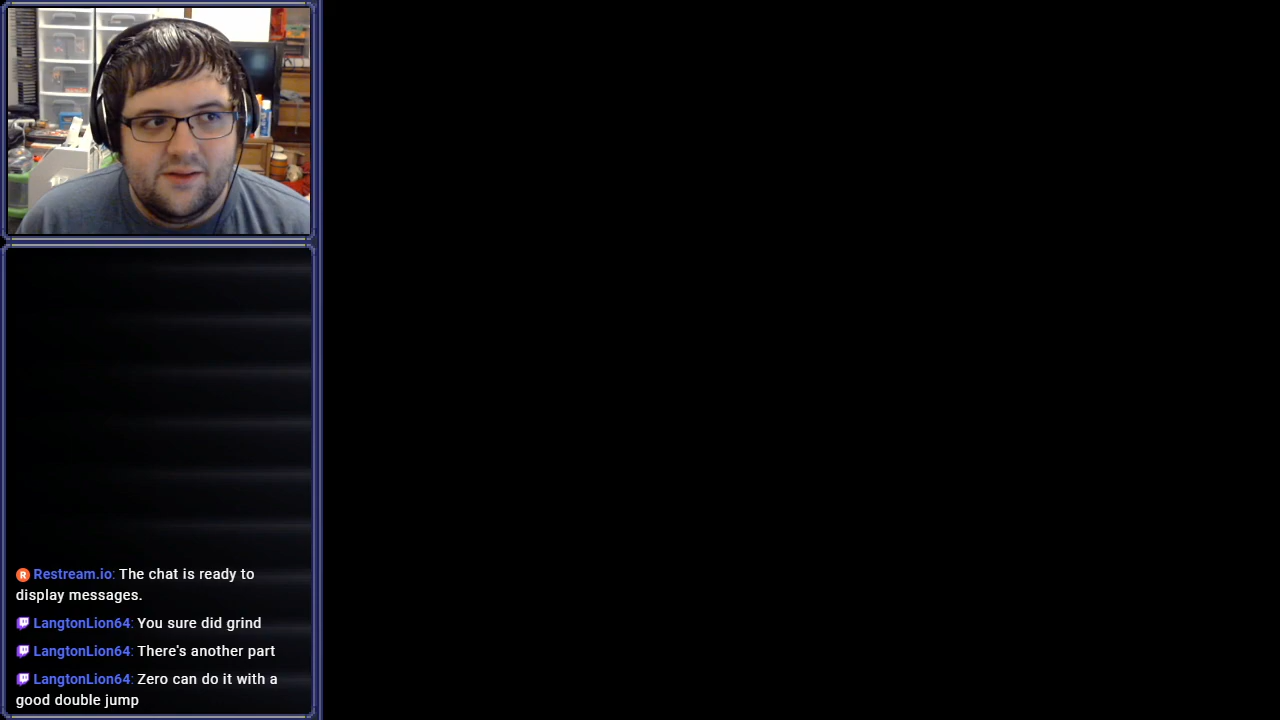 Restream.io: The chat is ready to
display messages.
LangtonLion64: You sure did grind
LangtonLion64: There's another part
LangtonLion64: Zero can do it with a
good double jump